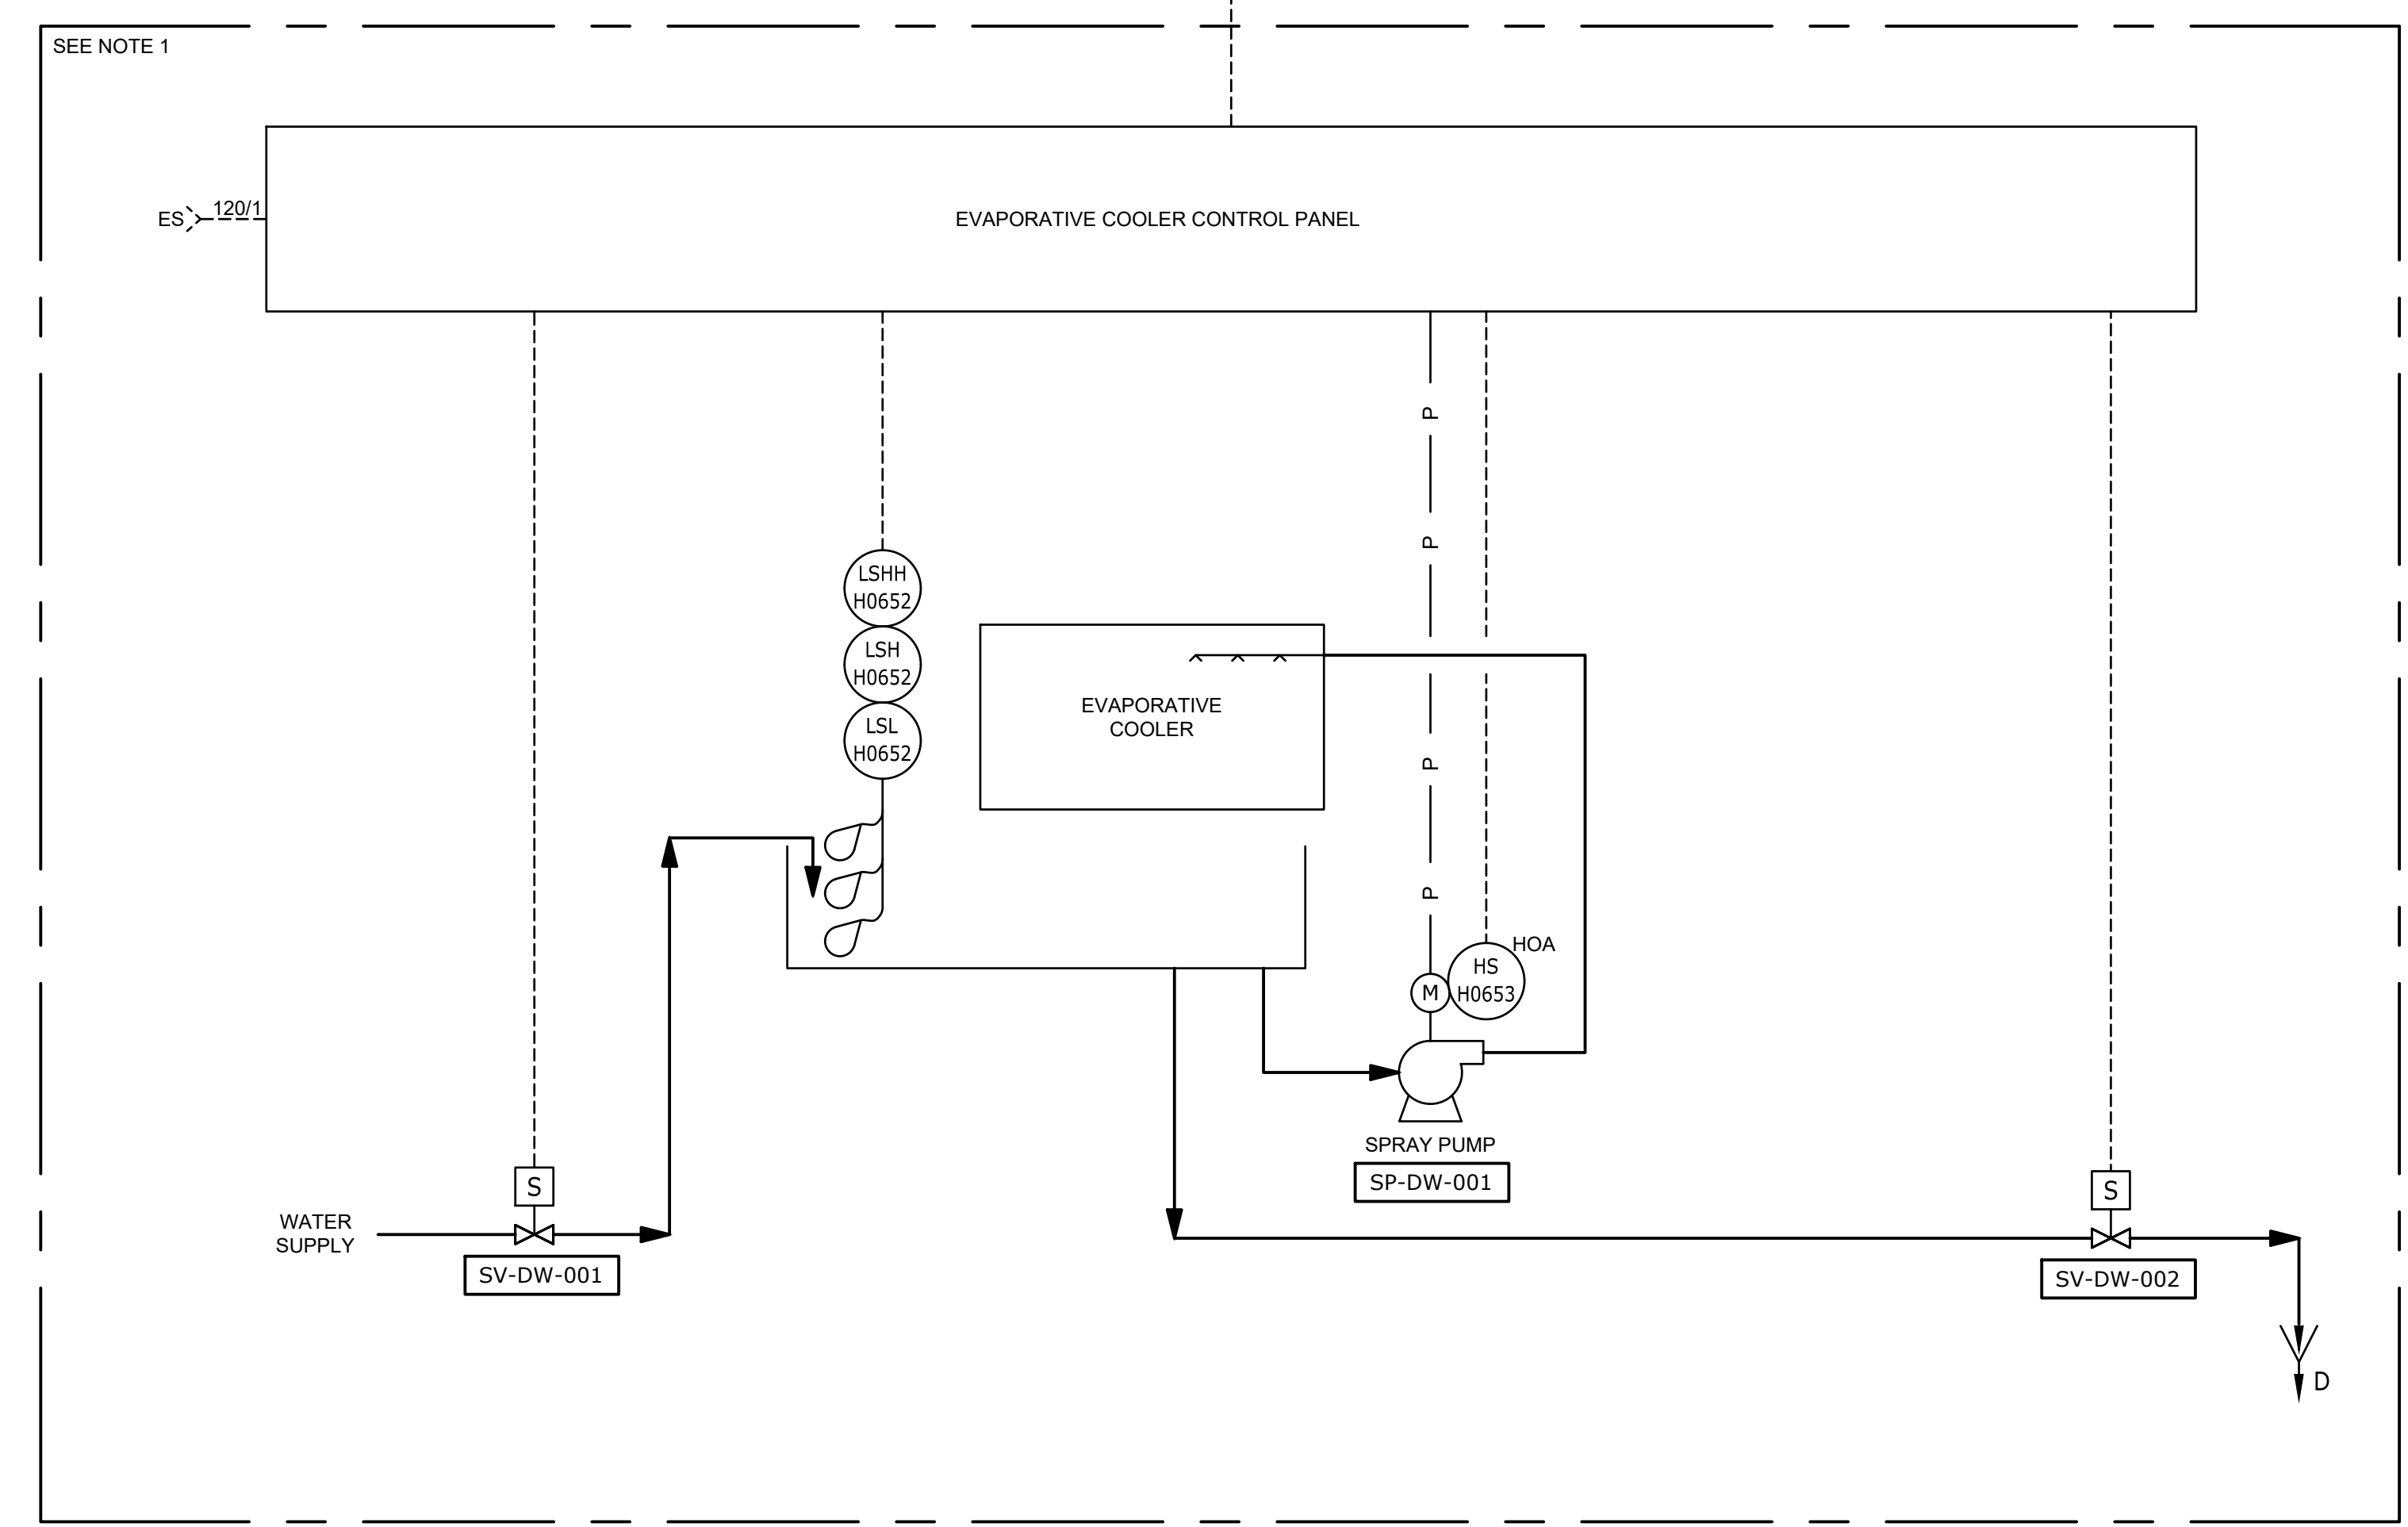 SEE NOTE 1
ES
120/1
EVAPORATIVE COOLER CONTROL PANEL
P
P
LSHH
H0652
LSH
H0652
LSL
H0652
EVAPORATIVE
COOLER
P
P
HOA
HS
H0653
M
SPRAY PUMP
SP-DW-001
S
WATER
SUPPLY
SV-DW-001
S
SV-DW-002
D